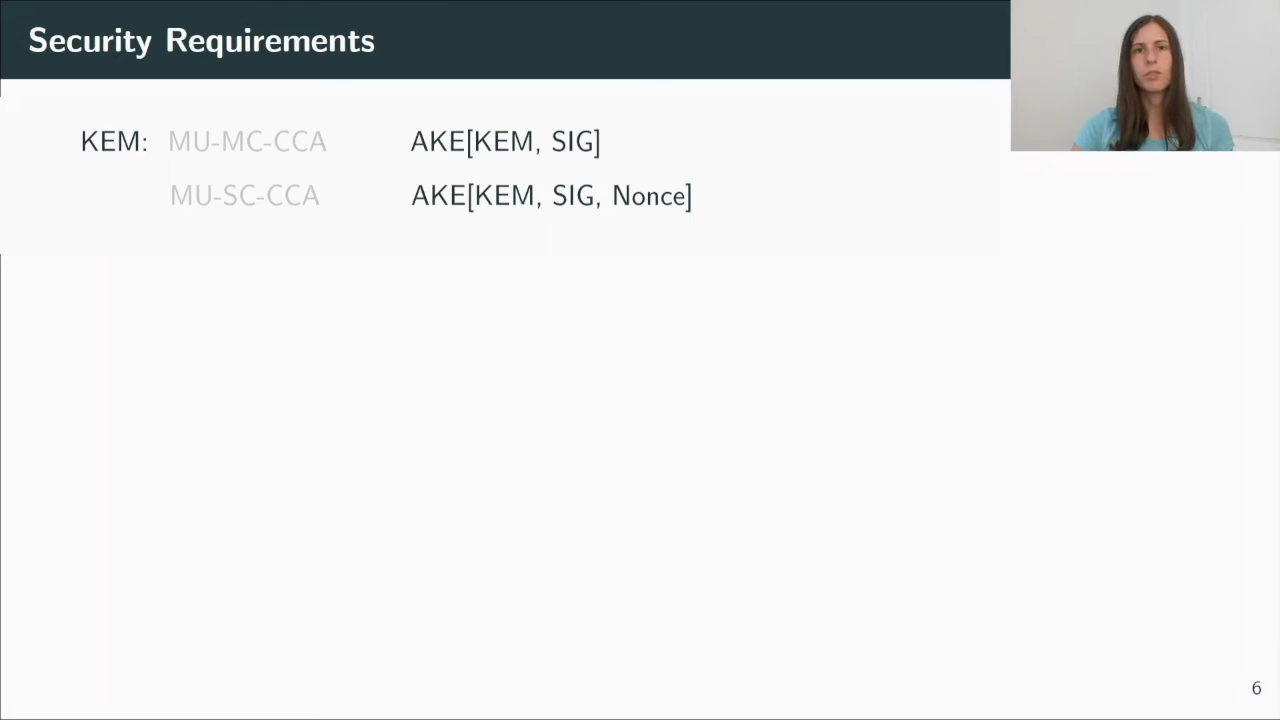 Security Requirements
KEM: MU-MC-CCA AKE[KEM, SIG]
MU-SC-CCA AKE[KEM, SIG, Nonce]
6